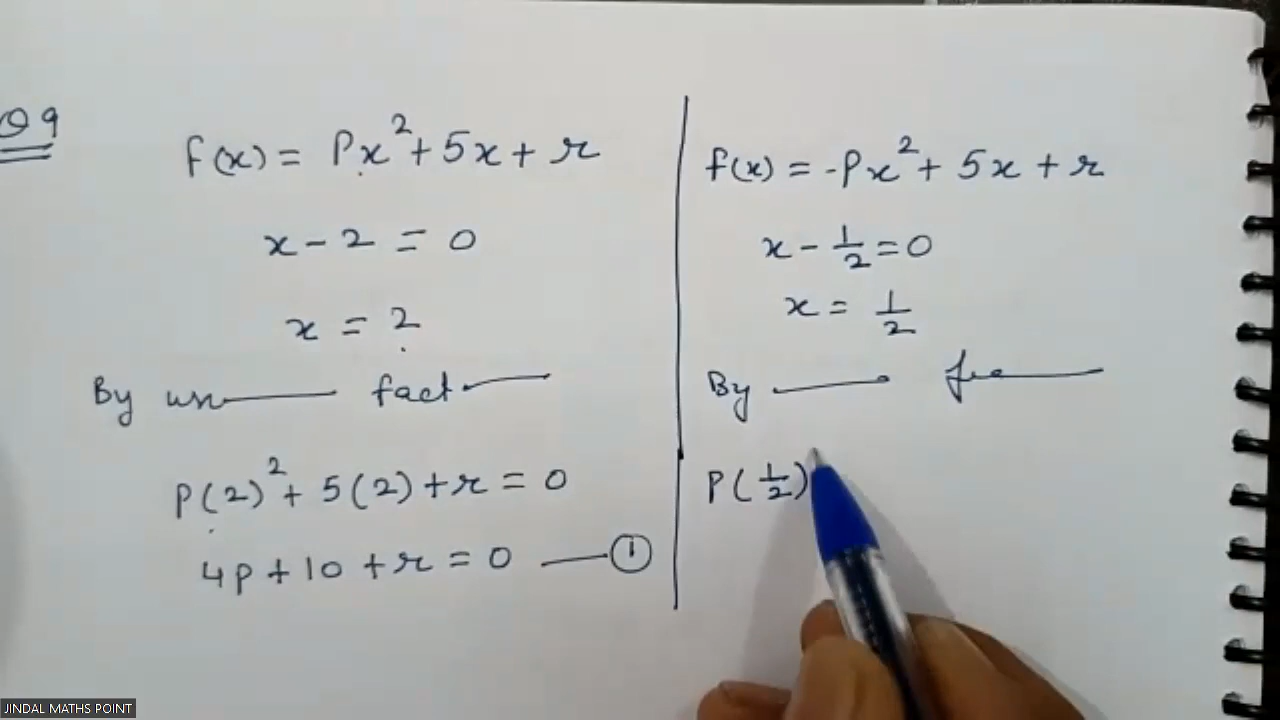 Q9
f(x) = Px² + 5x + r
x - 2 = 0
x = 2
By use fact
P(2)² + 5(2) + r = 0
4p + 10 + r = 0 — ①
f(x) = -Px² + 5x + r
x - 1/2 = 0
x = 1/2
By
P(1/2)
JINDAL MATHS POINT